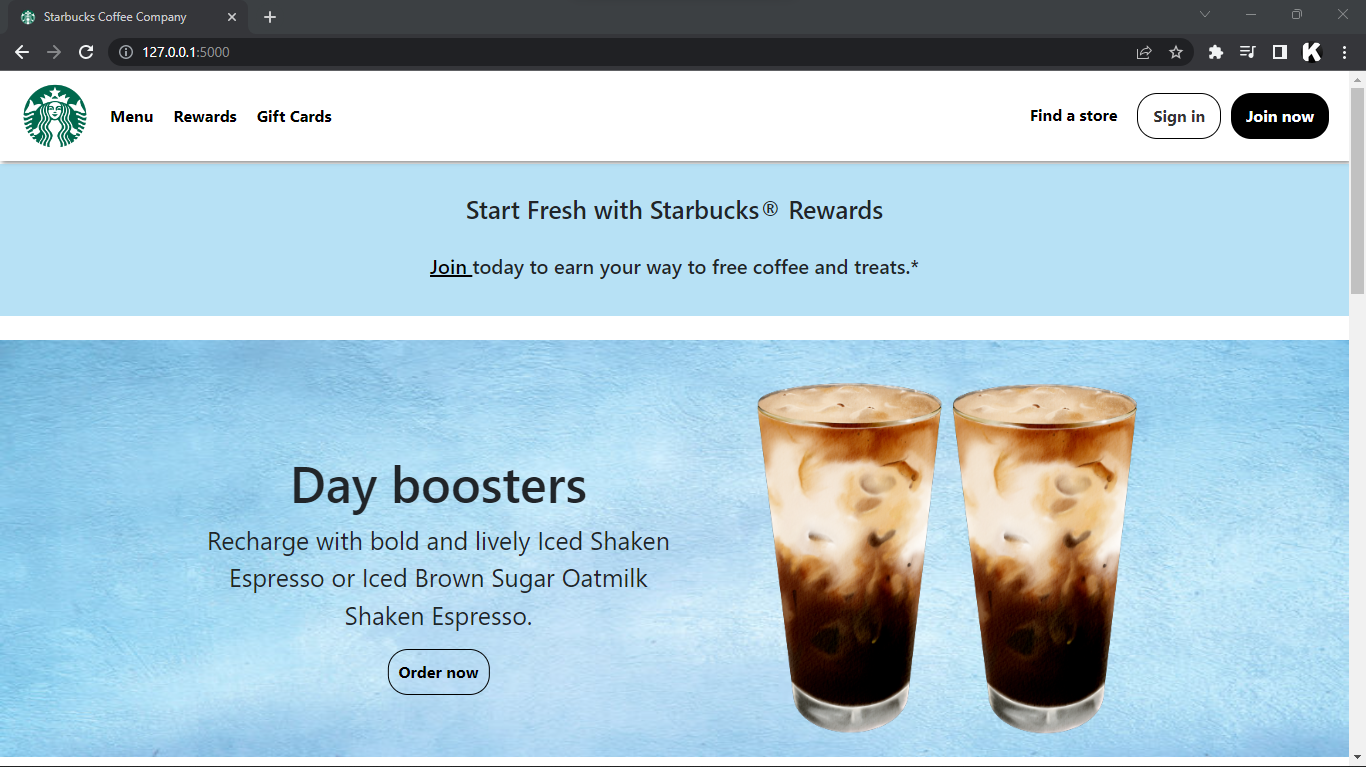 Starbucks Coffee Company
127.0.0.1:5000
Menu Rewards Gift Cards Find a store Sign in Join now
Start Fresh with Starbucks® Rewards
Join today to earn your way to free coffee and treats.*
Day boosters
Recharge with bold and lively Iced Shaken
Espresso or Iced Brown Sugar Oatmilk
Shaken Espresso.
Order now